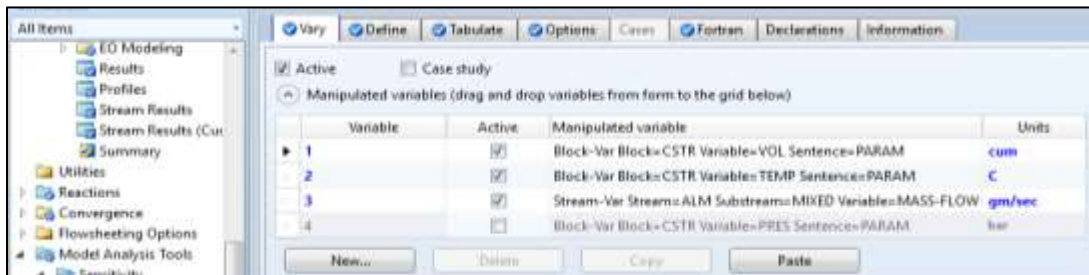 All Items
EO Modeling
Results
Profiles
Stream Results
Stream Results (Cus
Summary
Utilities
Reactions
Convergence
Flowsheeting Options
Model Analysis Tools
Sensitivity
Vary Define Tabulate Options Cases Fortran Declarations Information
Active Case study
Manipulated variables (drag and drop variables from form to the grid below)
Variable Active Manipulated variable Units
1 Block-Var Block=CSTR Variable=VOL Sentence=PARAM cum
2 Block-Var Block=CSTR Variable=TEMP Sentence=PARAM C
3 Stream-Var Stream=ALM Substream=MIXED Variable=MASS-FLOW gm/sec
4 Block-Var Block=CSTR Variable=PRES Sentence=PARAM bar
New... Delete Copy Paste